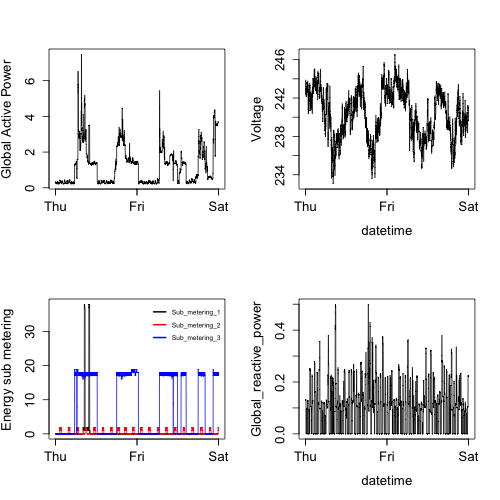 Global Active Power
6
4
2
0
Thu
Fri
Sat
Voltage
246
242
238
234
Thu
Fri
Sat
datetime
Energy sub metering
30
20
10
0
Sub_metering_1
Sub_metering_2
Sub_metering_3
Thu
Fri
Sat
Global_reactive_power
0.4
0.2
0.0
Thu
Fri
Sat
datetime